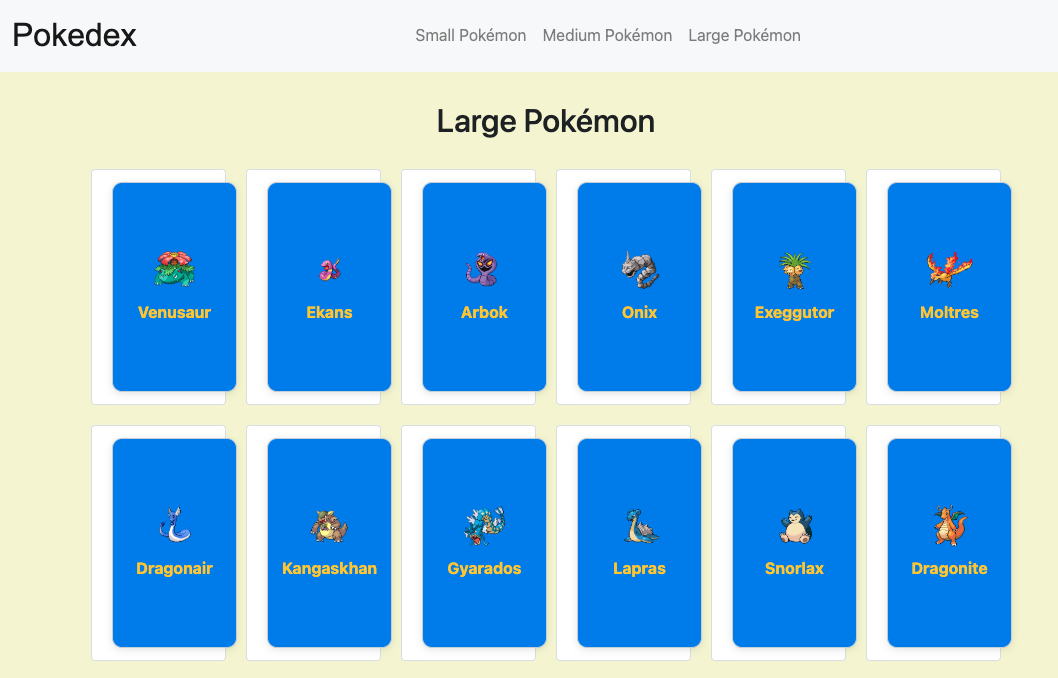 Pokedex
Small Pokémon Medium Pokémon Large Pokémon
Large Pokémon
Venusaur Ekans Arbok Onix Exeggutor Moltres
Dragonair Kangaskhan Gyarados Lapras Snorlax Dragonite